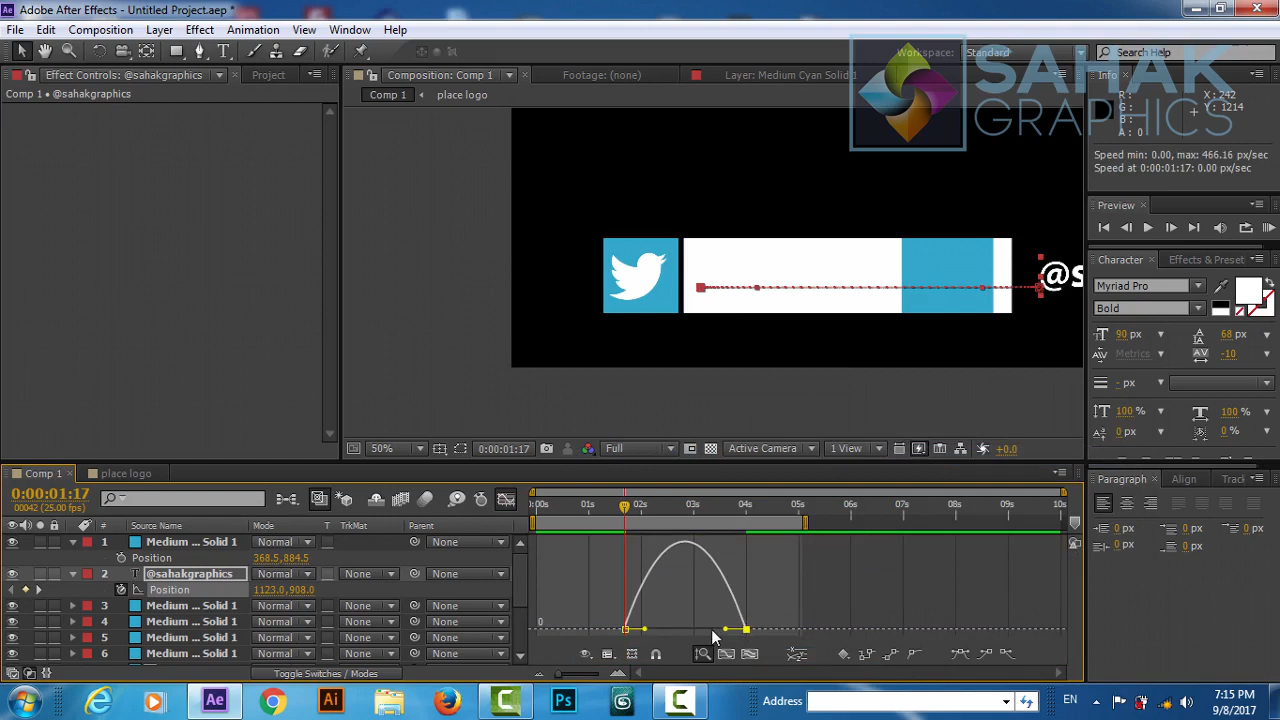 Adobe After Effects - Untitled Project.aep *
File Edit Composition Layer Effect Animation View Window Help
Workspace: Standard
Search Help
SAHAK
GRAPHICS
Effect Controls: @sahakgraphics
Project
Composition: Comp 1
Footage: (none)
Layer: Medium Cyan Solid 1
Info
Comp 1 • @sahakgraphics
Comp 1
place logo
R:
G:
B:
A: 0
X: 242
Y: 1214
Speed min: 0.00, max: 466.16 px/sec
Speed at 0:00:01:17: 0.00 px/sec
Preview
Character
Effects & Preset
Myriad Pro
Bold
90 px
68 px
Metrics
-10
- px
100 %
100 %
0 px
0 %
@s
50%
0:00:01:17
Full
Active Camera
1 View
+0.0
Comp 1
place logo
0:00:01:17
00042 (25.00 fps)
:00s 01s 02s 03s 04s 05s 06s 07s 08s 09s 10s
# Source Name Mode T TrkMat Parent
1 Medium ... Solid 1 Normal None
Position 368.5,884.5
2 T @sahakgraphics Normal None None
Position 1123.0,908.0
3 Medium ... Solid 1 Normal None None
4 Medium ... Solid 1 Normal None None
5 Medium ... Solid 1 Normal None None
6 Medium ... Solid 1 Normal None None
0
Toggle Switches / Modes
Paragraph
Align
0 px 0 px 0 px
0 px 0 px
Ae
Ai
Ps
Address
EN
7:15 PM
9/8/2017